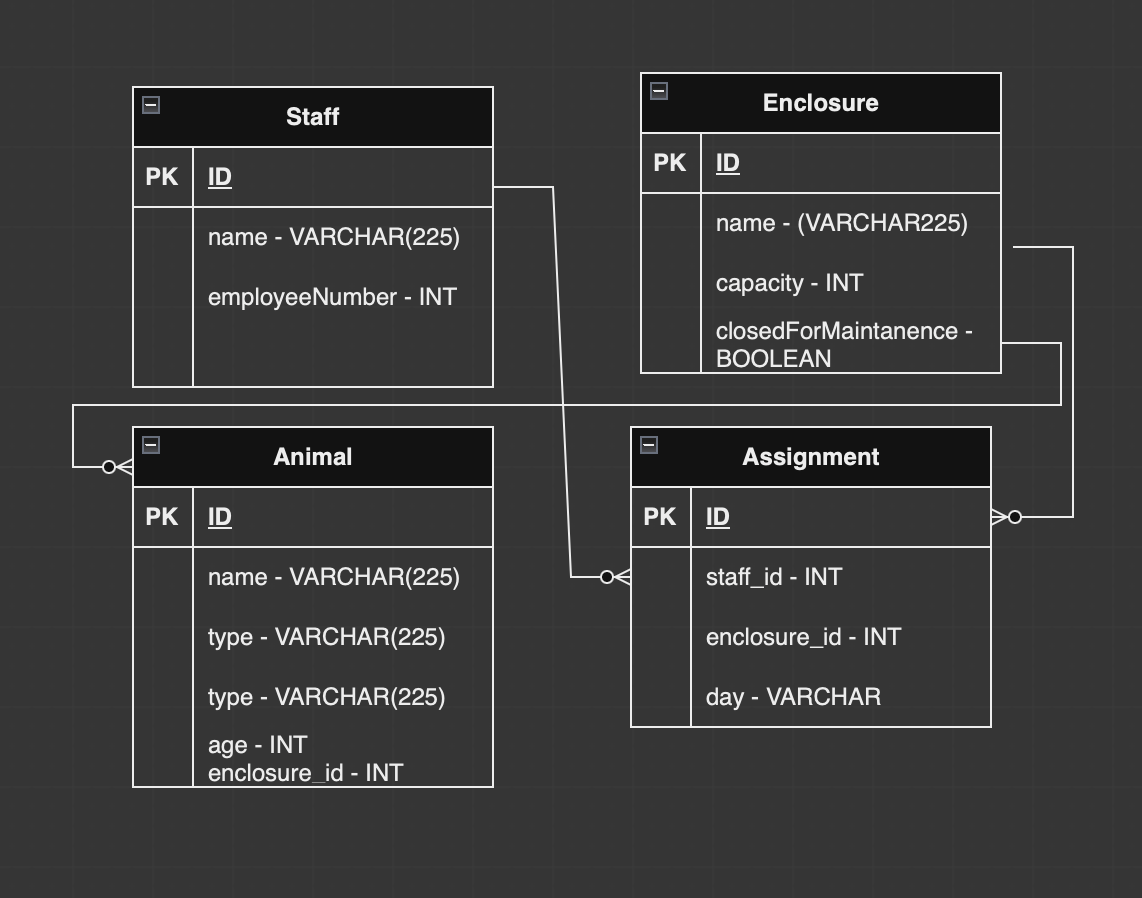 Staff
PK ID
name - VARCHAR(225)
employeeNumber - INT
Enclosure
PK ID
name - (VARCHAR225)
capacity - INT
closedForMaintanence -
BOOLEAN
Animal
PK ID
name - VARCHAR(225)
type - VARCHAR(225)
type - VARCHAR(225)
age - INT
enclosure_id - INT
Assignment
PK ID
staff_id - INT
enclosure_id - INT
day - VARCHAR